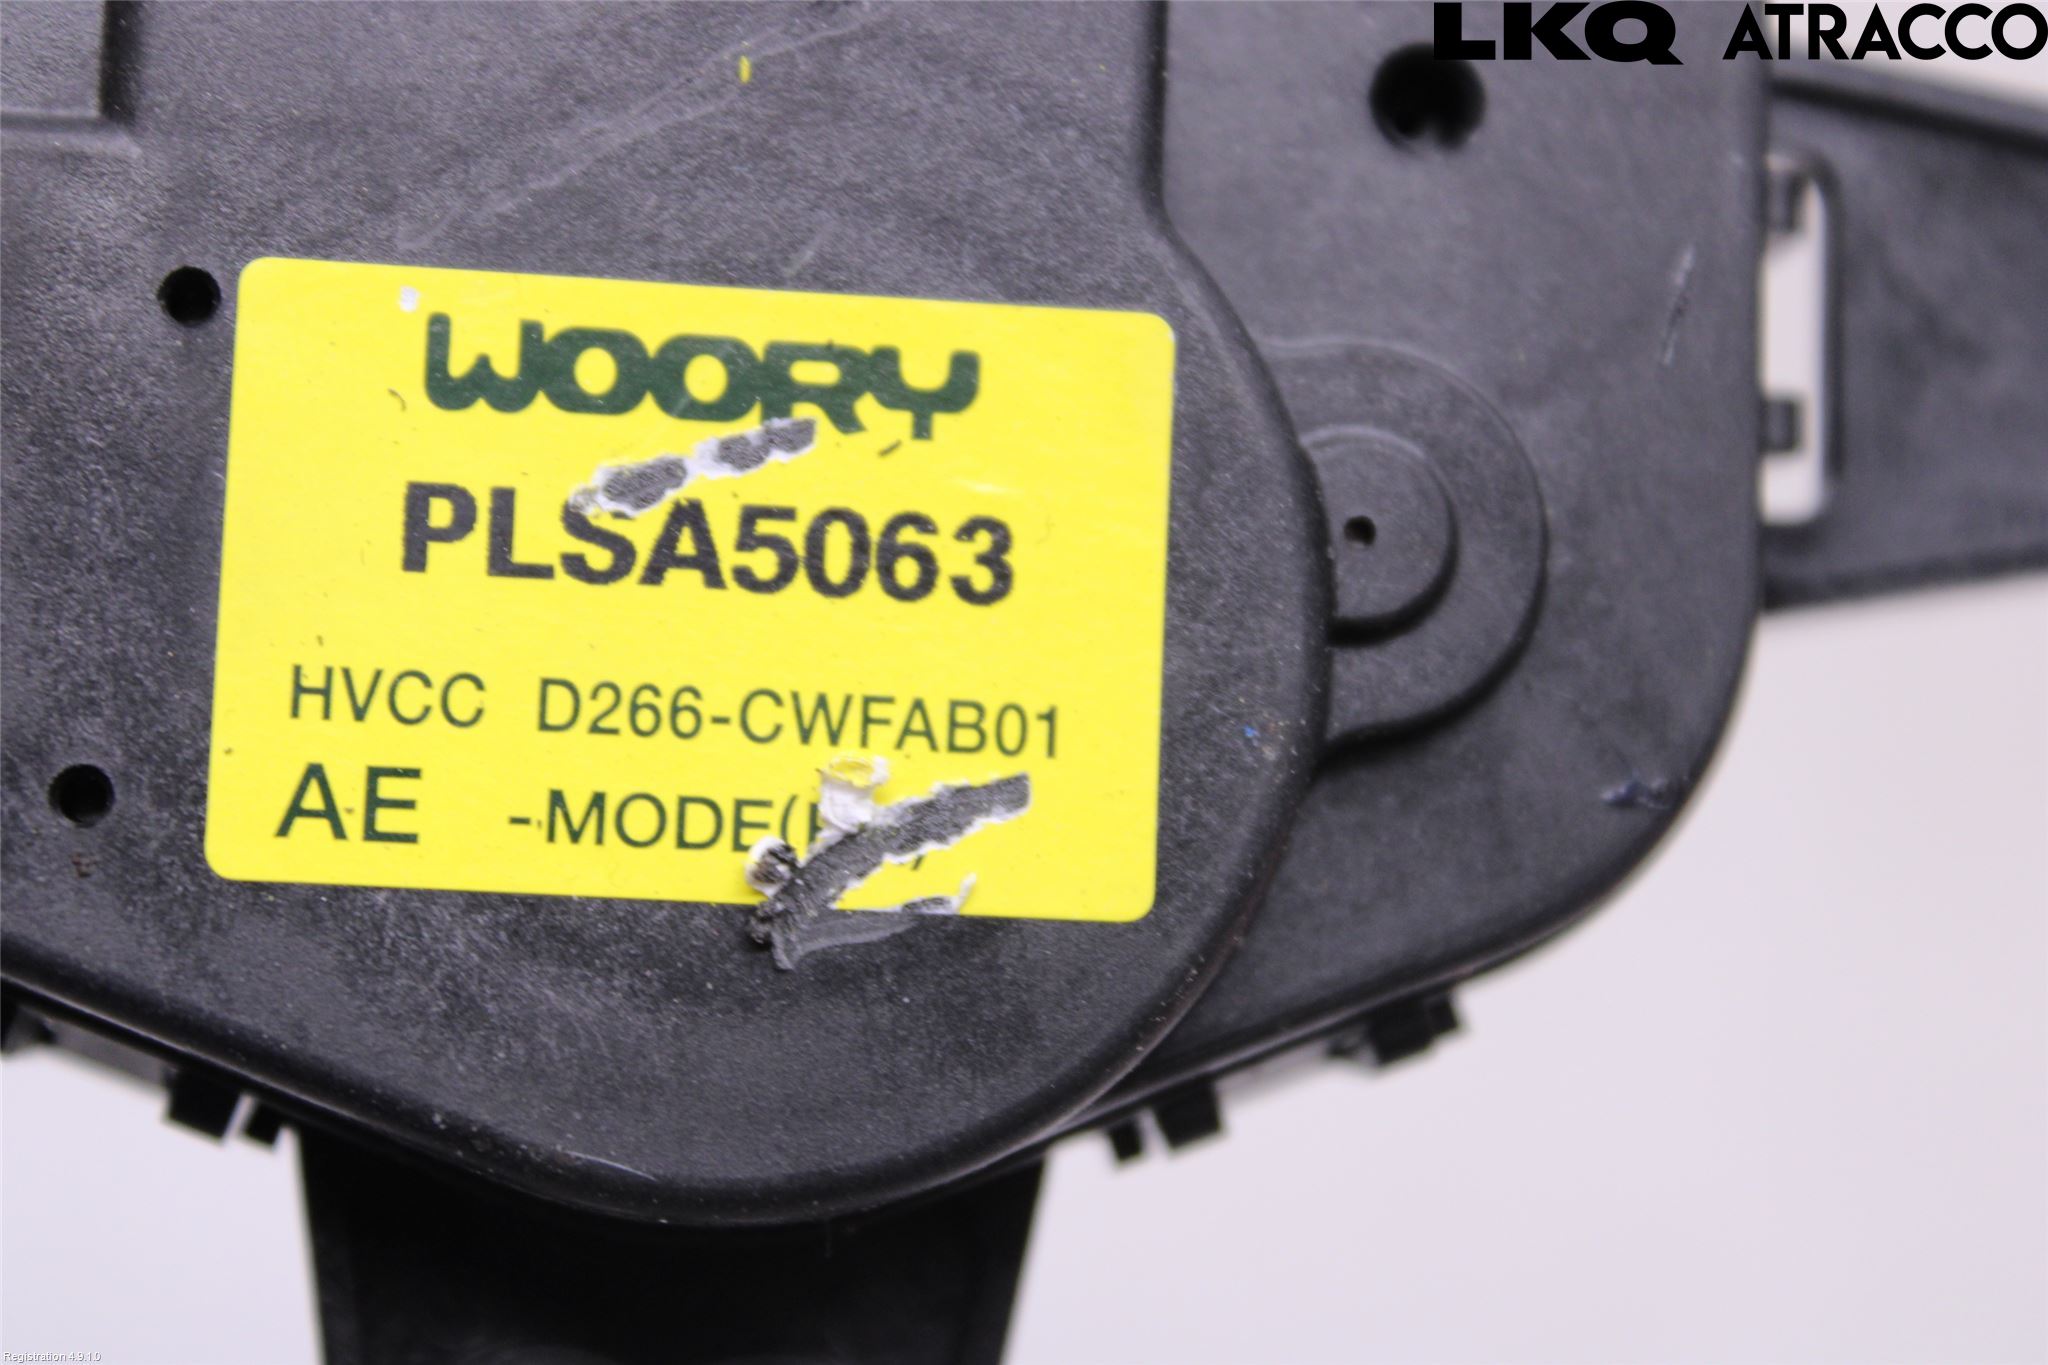 LKQ ATRACCO
WOORY
PLSA5063
HVCC D266-CWFAB01
AE -MODE(
Registration 4.9.1.0